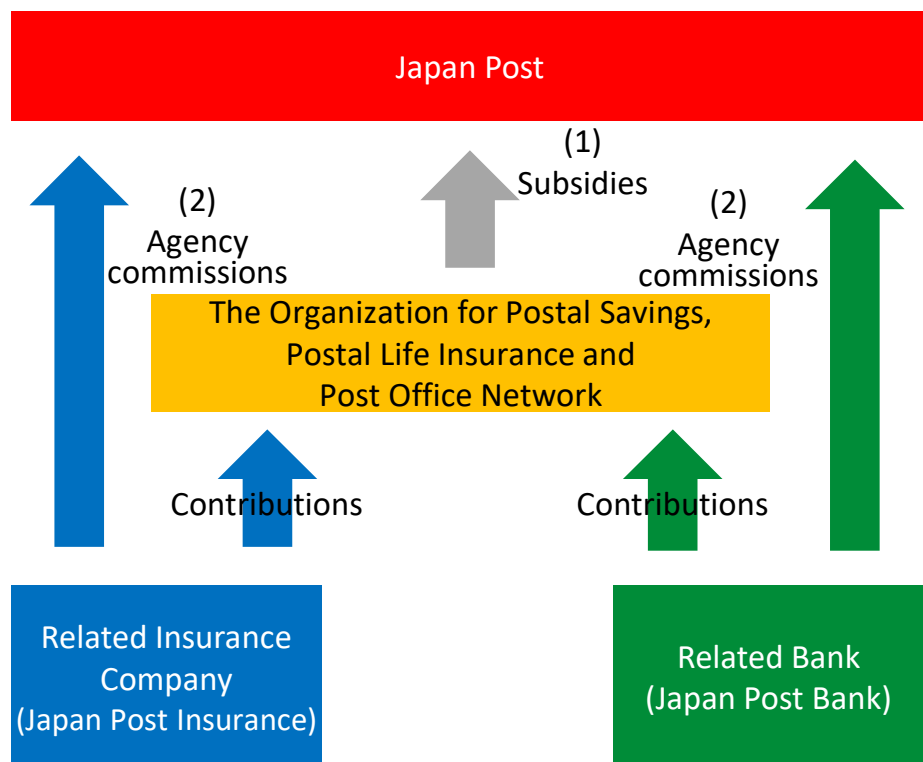 Japan Post
(1)
Subsidies
(2)
Agency
commissions
(2)
Agency
commissions
The Organization for Postal Savings,
Postal Life Insurance and
Post Office Network
Contributions
Contributions
Related Insurance
Company
(Japan Post Insurance)
Related Bank
(Japan Post Bank)